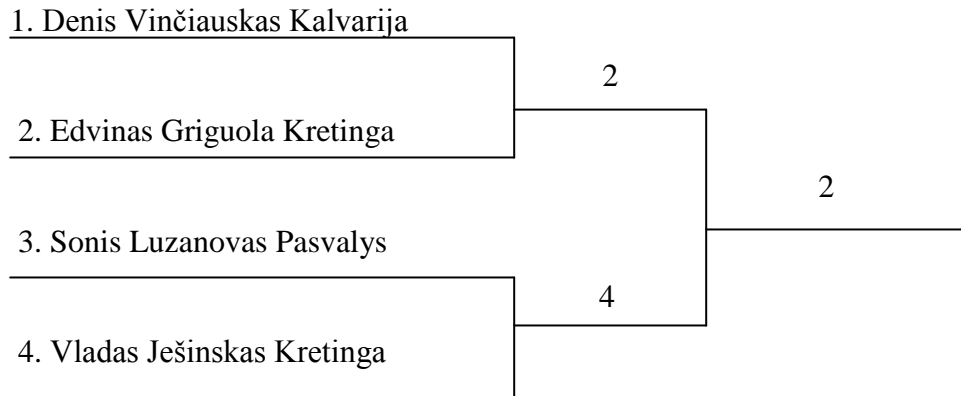 1. Denis Vinčiauskas Kalvarija
2
2. Edvinas Griguola Kretinga
2
3. Sonis Luzanovas Pasvalys
4
4. Vladas Ješinskas Kretinga